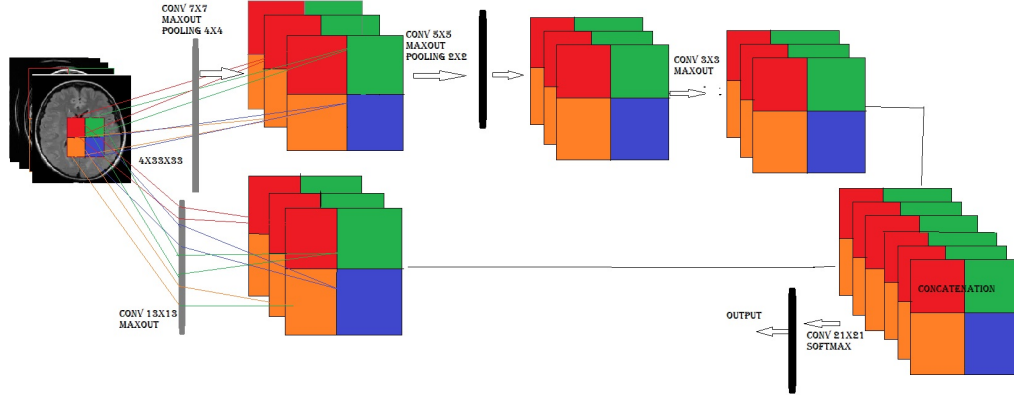 CONV 7X7
MAXOUT
POOLING 4X4
CONV 5X5
MAXOUT
POOLING 2X2
CONV 3X3
MAXOUT
4X33X33
CONV 13X13
MAXOUT
CONCATENATION
OUTPUT
CONV 21X21
SOFTMAX